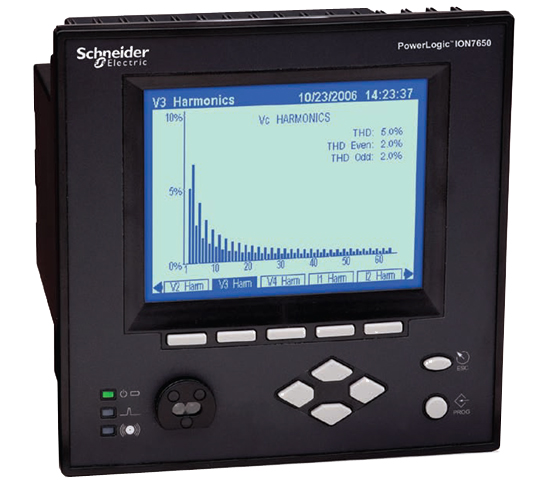 Schneider
Electric
PowerLogic™ ION7650
V3 Harmonics 10/23/2006 14:23:37
10%
Vc HARMONICS
THD: 5.0%
THD Even: 2.0%
THD Odd: 2.0%
5%
0%
1 10 20 30 40 50 60
V2 Harm V3 Harm V4 Harm I1 Harm I2 Harm
ESC
PROG